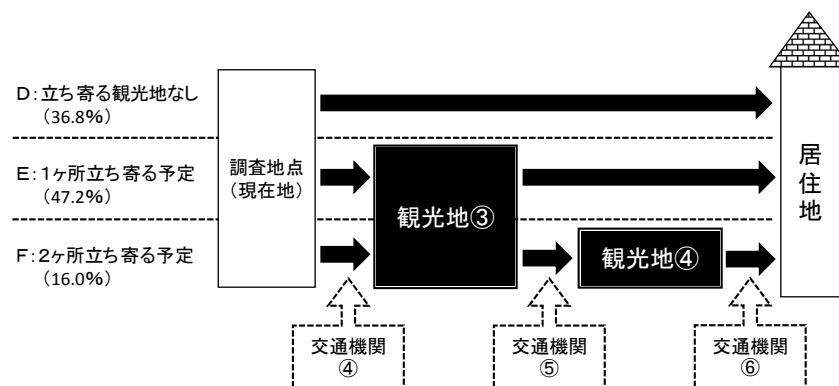 D：立ち寄る観光地なし
（36.8%）
E：1ヶ所立ち寄る予定
（47.2%）
F：2ヶ所立ち寄る予定
（16.0%）
調査地点
（現在地）
観光地③
観光地④
居住地
交通機関
④
交通機関
⑤
交通機関
⑥